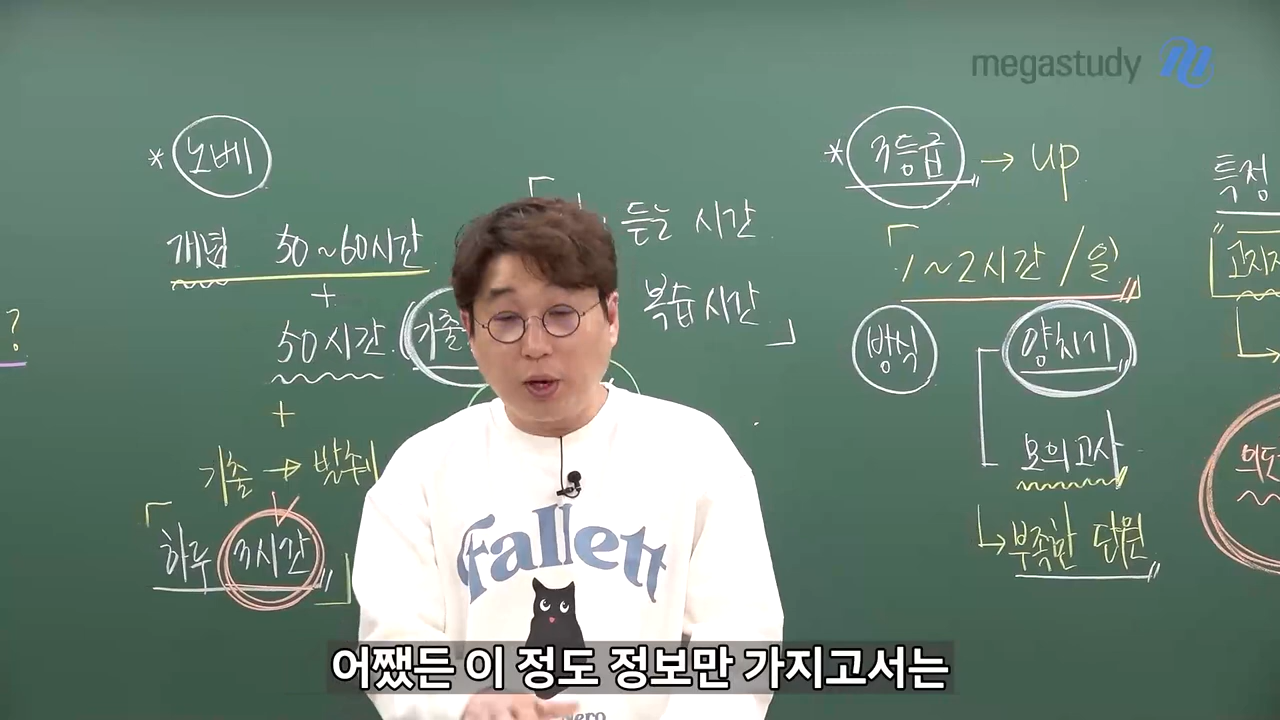 megastudy
* 노베
개념 50~60시간
+
50시간 (기출
+
기출 → 발췌
하루 3시간
듣는 시간
복습 시간
* 3등급 → up
1~2시간/일
방식 양치기
모의고사
부족한 단원
특정
?
Fallett
어쨌든 이 정도 정보만 가지고서는